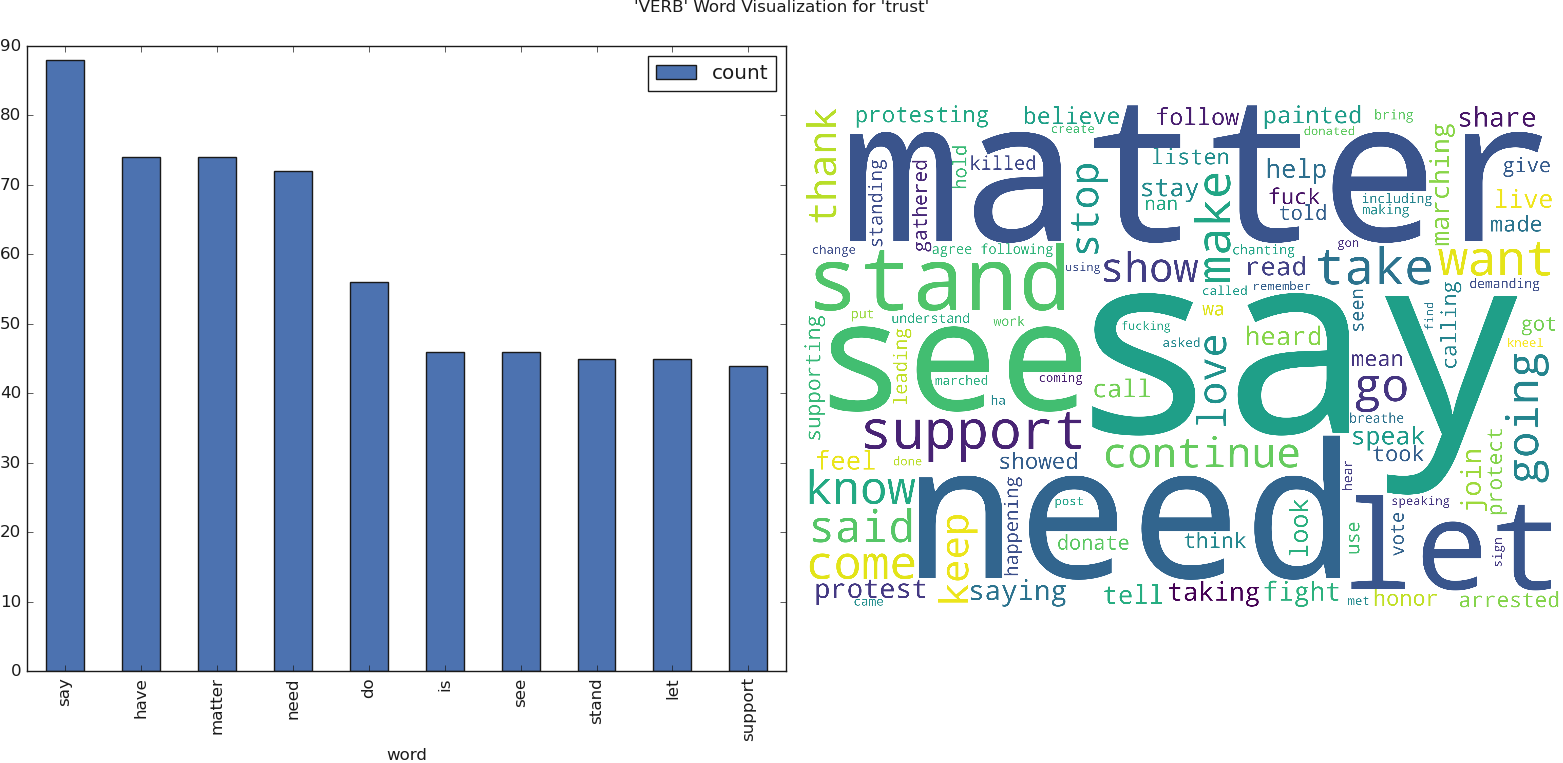 'VERB' Word Visualization for 'trust'
90
80
70
60
50
40
30
20
10
0
count
say
have
matter
need
do
is
see
stand
let
support
word
thank
protesting
believe
create
follow
painted
donated
bring
share
matter
standing
gathered
hold
killed
stop
listen
stay
nan
make
help
fuck
told
including
making
marching
give
live
made
change
agree
following
using
show
chanting
gon
read
take
want
stand
called
remember
demanding
supporting
put
understand
work
see
say
fucking
asked
wa
heard
seen
find
calling
got
kneel
leading
marched
coming
ha
call
love
mean
go
going
support
breathe
speak
took
continue
feel
done
showed
know
happening
need
hear
join
protect
post
speaking
let
said
donate
think
look
use
vote
sign
come
keep
protest
came
saying
tell
taking
fight
met
honor
arrested